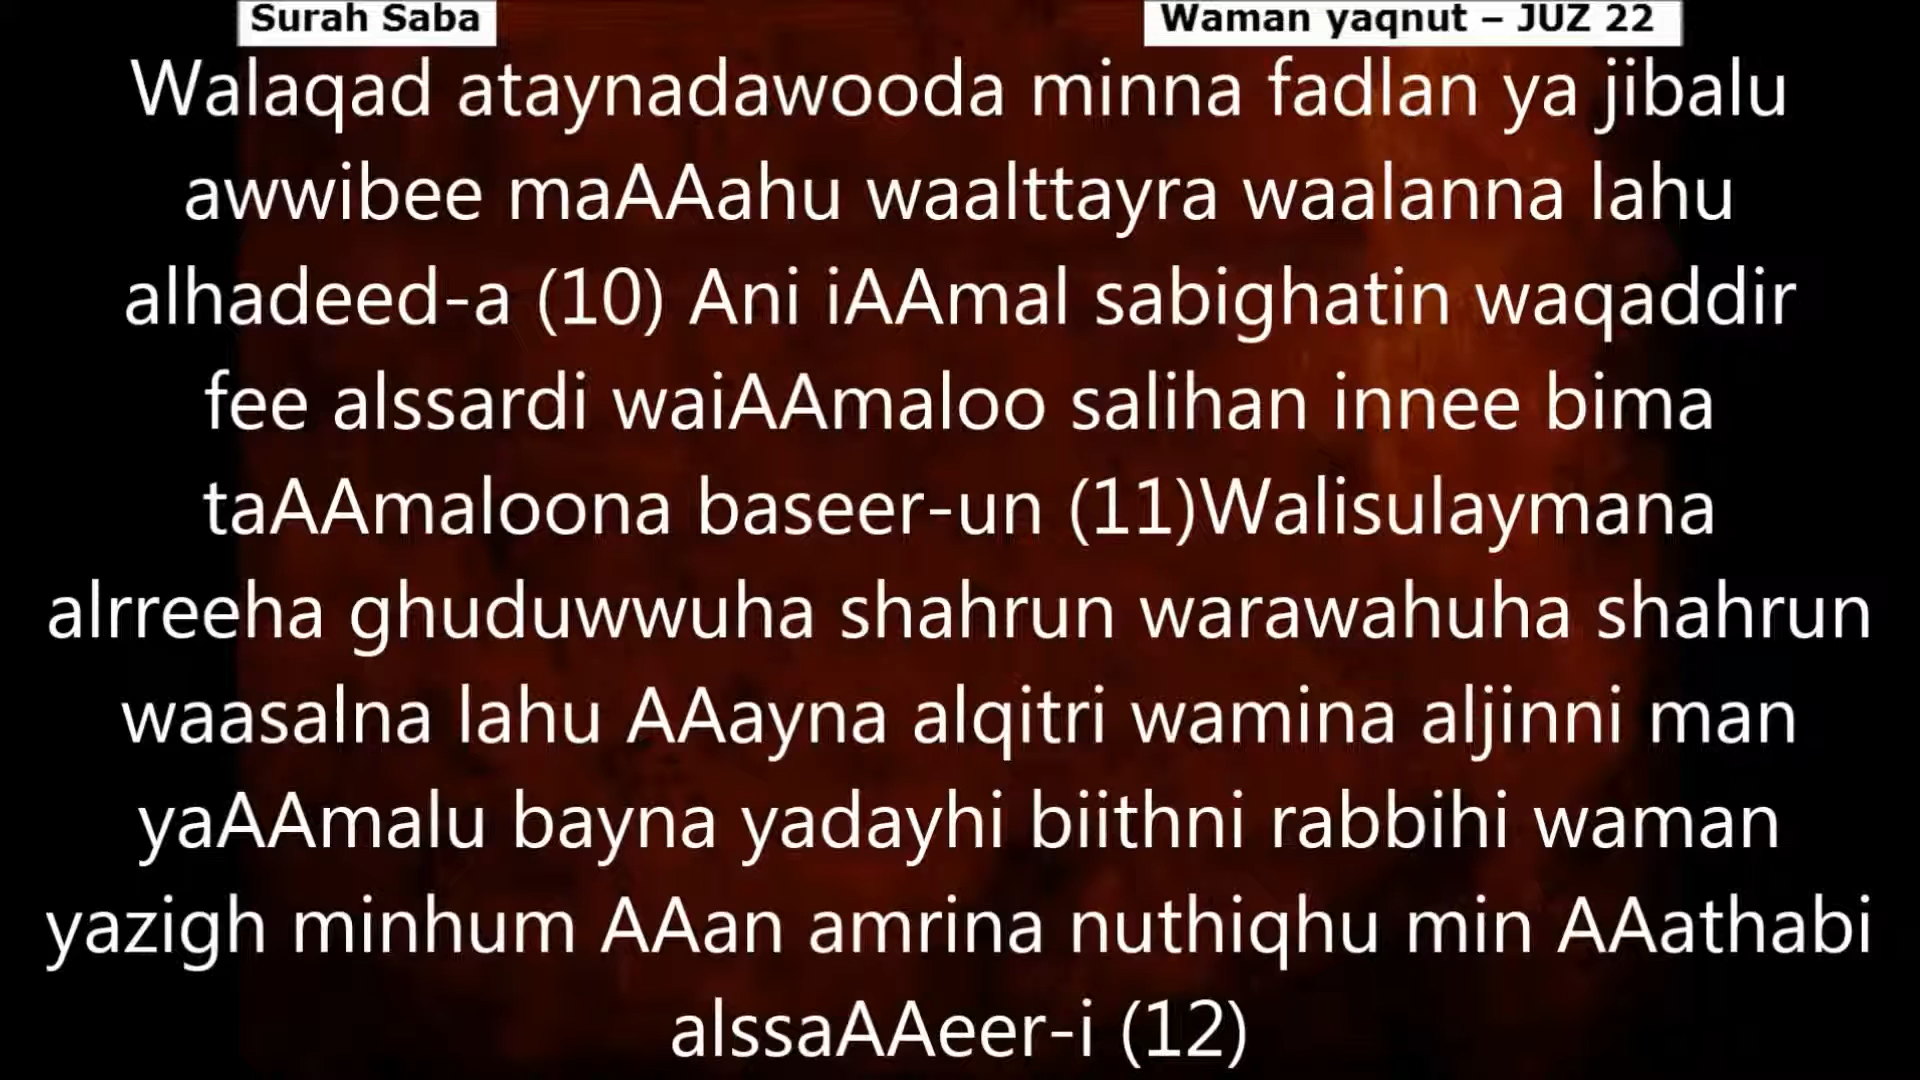 Surah Saba
Waman yaqnut – JUZ 22
Walaqad ataynadawooda minna fadlan ya jibalu
awwibee maAAahu waalttayra waalanna lahu
alhadeed-a (10) Ani iAAmal sabighatin waqaddir
fee alssardi waiAAmaloo salihan innee bima
taAAmaloona baseer-un (11)Walisulaymana
alrreeha ghuduwwuha shahrun warawahuha shahrun
waasalna lahu AAayna alqitri wamina aljinni man
yaAAmalu bayna yadayhi biithni rabbihi waman
yazigh minhum AAan amrina nuthiqhu min AAathabi
alssaAAeer-i (12)